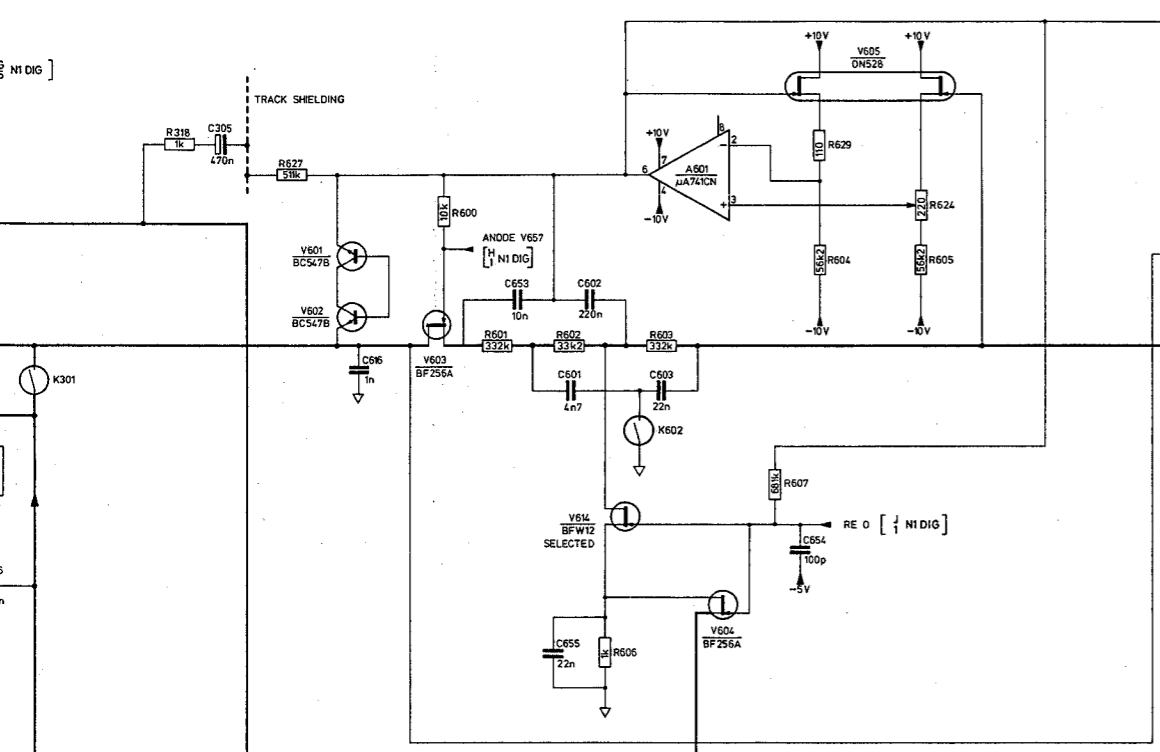 N1 DIG ]
+10V
+10V
V605
ON528
TRACK SHIELDING
R318
1k
C305
470n
R627
511k
+10V
7
8
2
6
A601
µA741CN
4
3
-10V
110
R629
220
R624
10k
R600
ANODE V657
[ H 1 N1 DIG ]
V601
BC547B
V602
BC547B
C653
10n
C602
220n
56k2
R604
56k2
R605
-10V
-10V
R601
332k
R602
33k2
R603
332k
V603
BF256A
C616
1n
K301
C601
4n7
C603
22n
K602
681k
R607
V614
BFW12
SELECTED
RE 0 [ J 1 N1 DIG ]
C654
100p
-5V
V604
BF256A
C655
22n
1k
R606